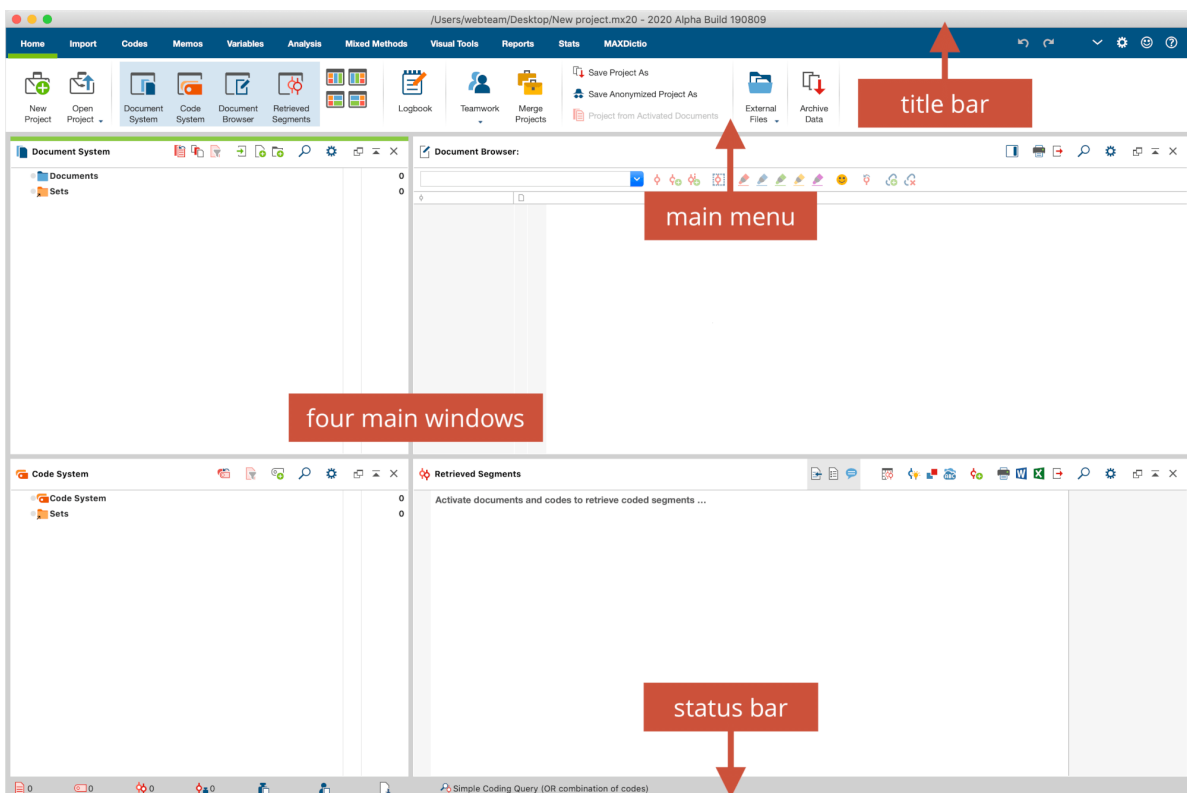 /Users/webteam/Desktop/New project.mx20 - 2020 Alpha Build 190809
Home Import Codes Memos Variables Analysis Mixed Methods Visual Tools Reports Stats MAXDictio
New Project
Open Project
Document System
Code System
Document Browser
Retrieved Segments
Logbook
Teamwork
Merge Projects
Save Project As
Save Anonymized Project As
Project from Activated Documents
External Files
Archive Data
title bar
Document System
Documents 0
Sets 0
Document Browser:
main menu
four main windows
Code System
Code System 0
Sets 0
Retrieved Segments
Activate documents and codes to retrieve coded segments ...
status bar
0 0 0 0 Simple Coding Query (OR combination of codes)